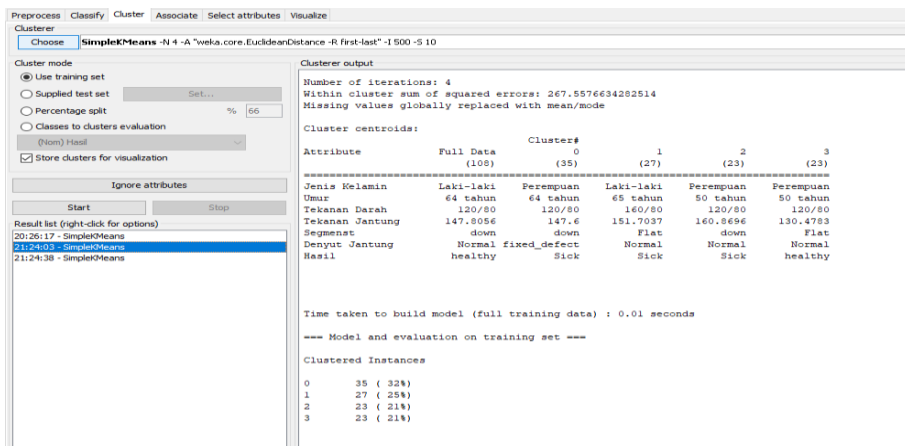 Preprocess Classify Cluster Associate Select attributes Visualize
Clusterer
Choose SimpleKMeans -N 4 -A "weka.core.EuclideanDistance -R first-last" -I 500 -S 10
Cluster mode
Use training set
Supplied test set Set...
Percentage split % 66
Classes to clusters evaluation
(Nom) Hasil
Store clusters for visualization
Ignore attributes
Start Stop
Result list (right-click for options)
20:26:17 - SimpleKMeans
21:24:03 - SimpleKMeans
21:24:38 - SimpleKMeans
Clusterer output
Number of iterations: 4
Within cluster sum of squared errors: 267.5576634282514
Missing values globally replaced with mean/mode
Cluster centroids:
Cluster#
Attribute Full Data 0 1 2 3
(108) (35) (27) (23) (23)
==========================================================================
Jenis Kelamin Laki-laki Perempuan Laki-laki Perempuan Perempuan
Umur 64 tahun 64 tahun 65 tahun 50 tahun 50 tahun
Tekanan Darah 120/80 120/80 160/80 120/80 120/80
Tekanan Jantung 147.8056 147.6 151.7037 160.8696 130.4783
Segmenst down down Flat down Flat
Denyut Jantung Normal fixed_defect Normal Normal Normal
Hasil healthy Sick Sick Sick healthy
Time taken to build model (full training data) : 0.01 seconds
=== Model and evaluation on training set ===
Clustered Instances
0 35 ( 32%)
1 27 ( 25%)
2 23 ( 21%)
3 23 ( 21%)